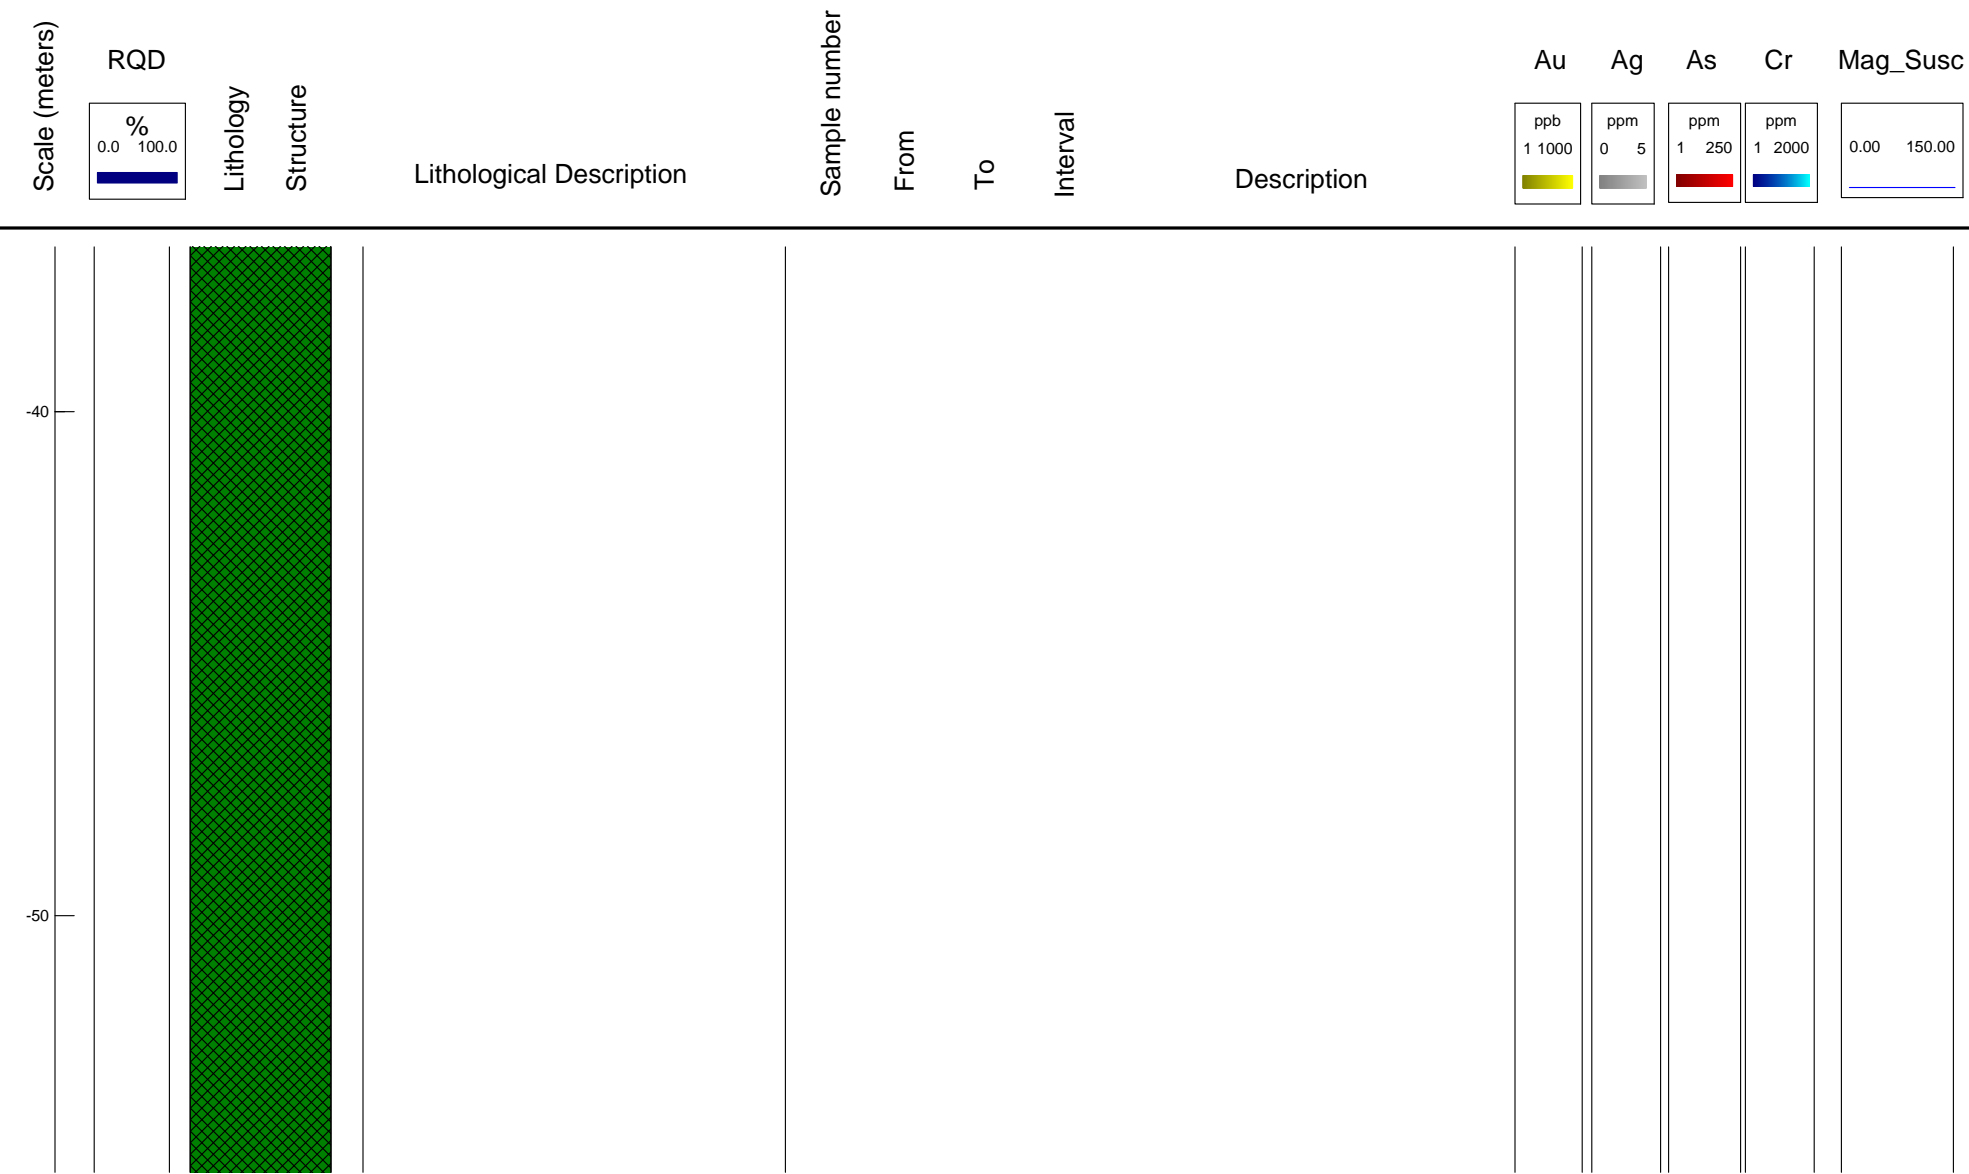 Scale (meters)
RQD
%
0.0 100.0
Lithology
Structure
Lithological Description
Sample number
From
To
Interval
Description
Au
ppb
1 1000
Ag
ppm
0 5
As
ppm
1 250
Cr
ppm
1 2000
Mag_Susc
0.00 150.00
-40
-50